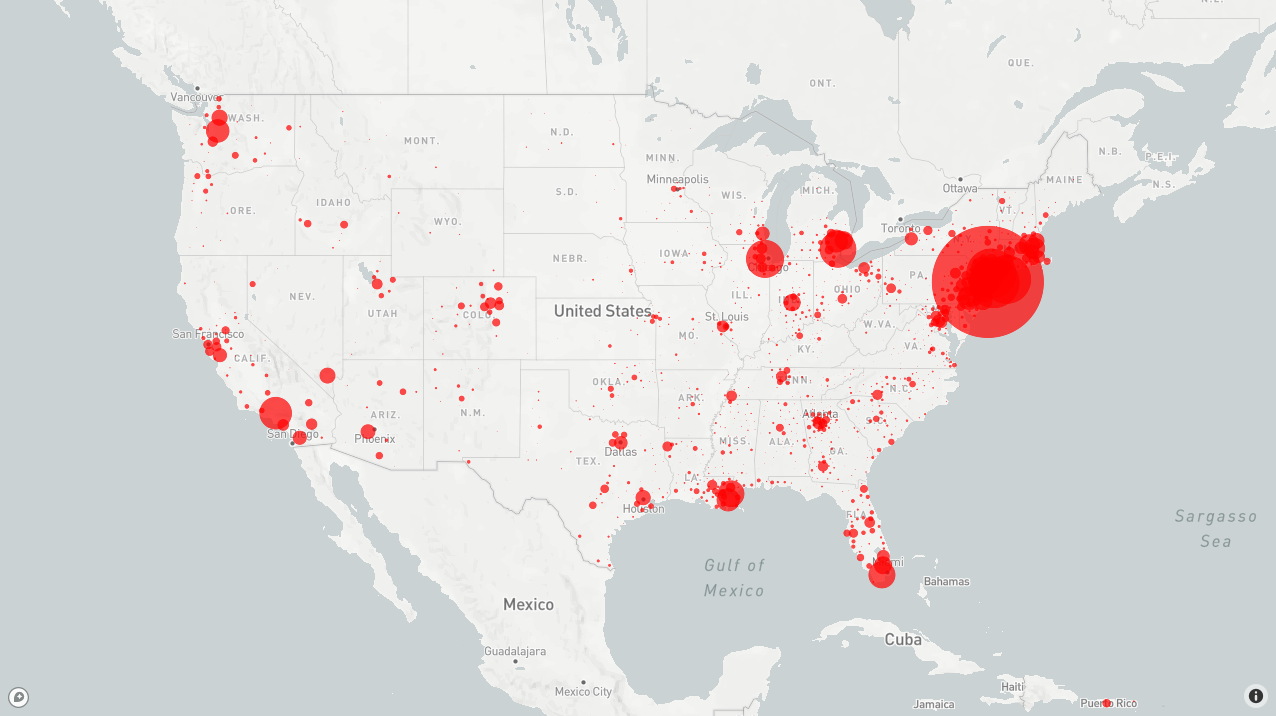 N.L.
QUE.
ONT.
Vancouver
WASH.
MONT.
N.D.
MINN.
N.B.
P.E.I.
Minneapolis
Ottawa
MAINE
N.S.
S.D.
WIS.
MICH.
VT.
ORE.
IDAHO
WYO.
Toronto
IOWA
NEBR.
PA.
OHIO
NEV.
UTAH
COLO.
United States
ILL.
St. Louis
W.VA.
San Francisco
CALIF.
MO.
KY.
VA.
OKLA.
TENN.
N.C.
ARIZ.
N.M.
ARK.
Atlanta
S.C.
San Diego
Phoenix
MISS.
ALA.
GA.
Dallas
TEX.
LA.
Houston
FLA.
Sargasso
Sea
Gulf of
Mexico
Miami
Bahamas
Mexico
Cuba
Guadalajara
Mexico City
Haiti
Jamaica
Puerto Rico